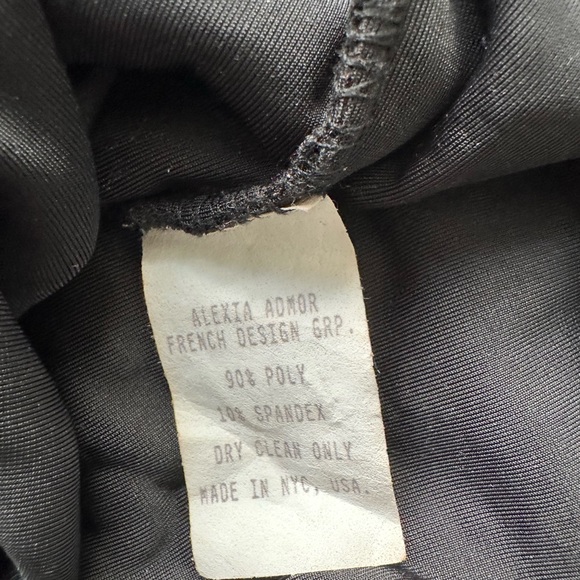 ALEXIA ADMOR
FRENCH DESIGN GRP.
90% POLY
10% SPANDEX
DRY CLEAN ONLY
MADE IN NYC, USA.